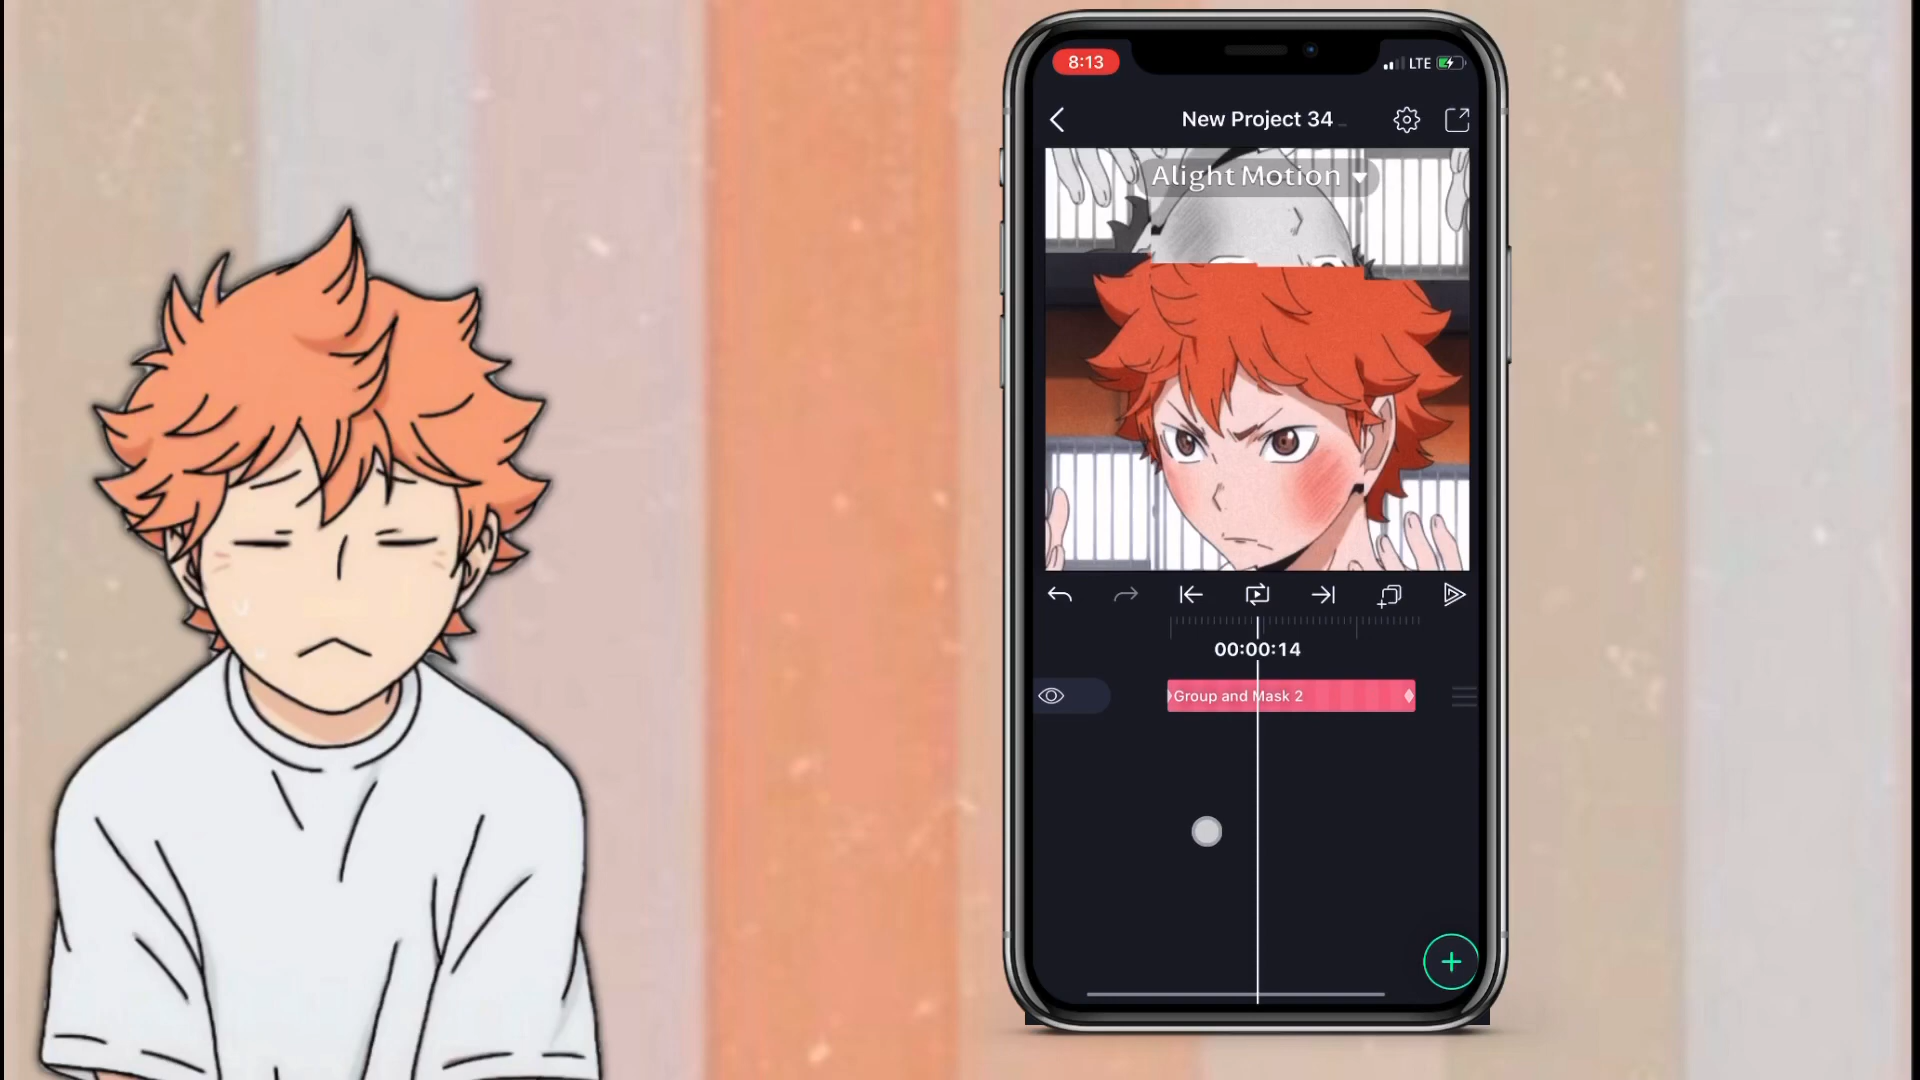 8:13
LTE
New Project 34
Alight Motion
00:00:14
Group and Mask 2